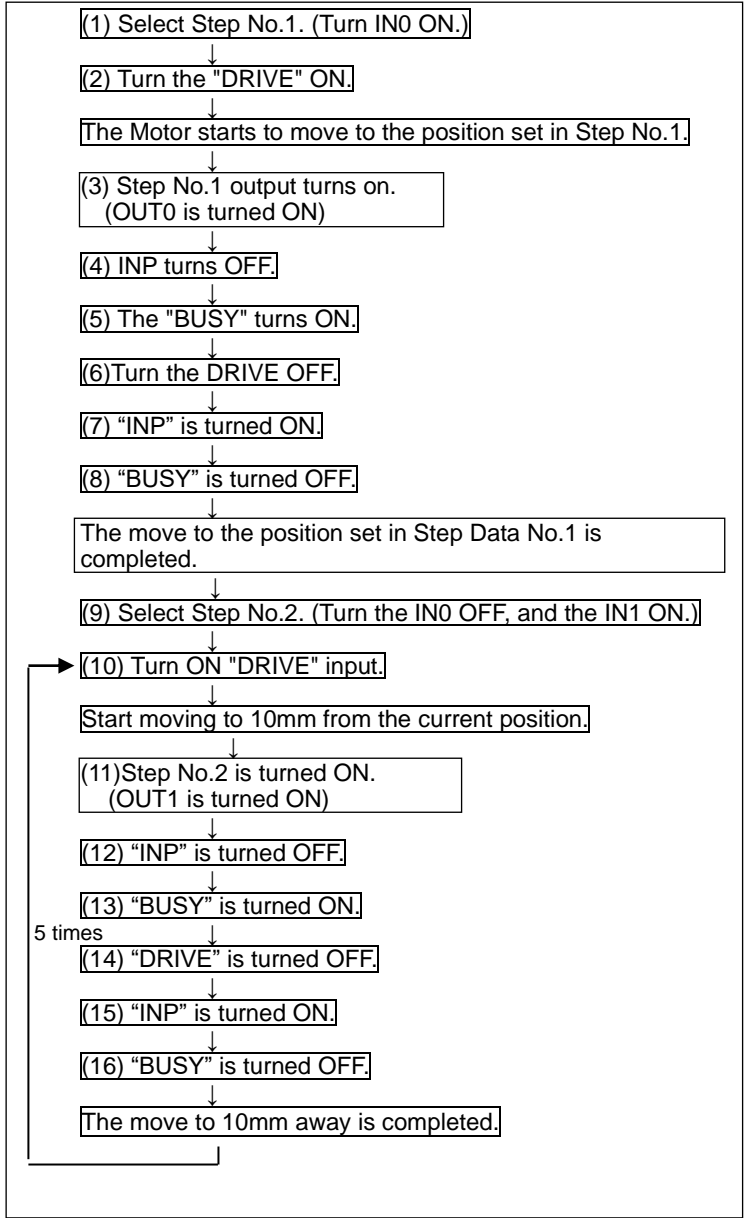 (1) Select Step No.1. (Turn IN0 ON.)
↓
(2) Turn the "DRIVE" ON.
↓
The Motor starts to move to the position set in Step No.1.
↓
(3) Step No.1 output turns on.
(OUT0 is turned ON)
↓
(4) INP turns OFF.
↓
(5) The "BUSY" turns ON.
↓
(6)Turn the DRIVE OFF.
↓
(7) “INP” is turned ON.
↓
(8) “BUSY” is turned OFF.
↓
The move to the position set in Step Data No.1 is
completed.
↓
(9) Select Step No.2. (Turn the IN0 OFF, and the IN1 ON.)
↓
(10) Turn ON "DRIVE" input.
↓
Start moving to 10mm from the current position.
↓
(11)Step No.2 is turned ON.
(OUT1 is turned ON)
↓
(12) “INP” is turned OFF.
↓
(13) “BUSY” is turned ON.
5 times
↓
(14) “DRIVE” is turned OFF.
↓
(15) “INP” is turned ON.
↓
(16) “BUSY” is turned OFF.
↓
The move to 10mm away is completed.